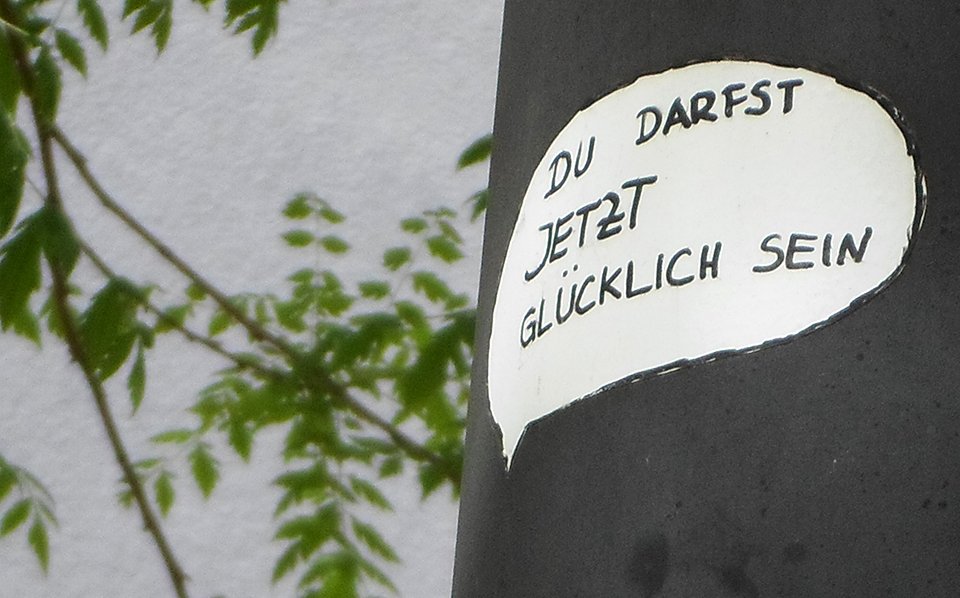 DU DARFST
JETZT
GLÜCKLICH SEIN